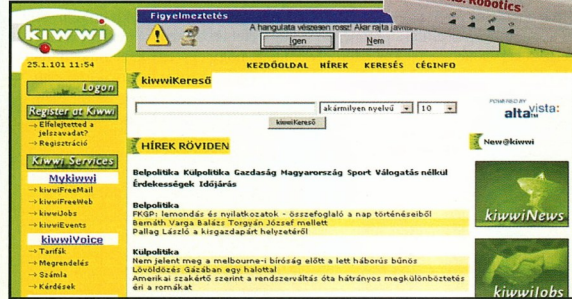 kiwwi
Figyelmeztetés
A hangulata vészesen rossz! Akar rajta javítani?
Igen
Nem
Robotics
25.1.101 11:54
KEZDŐOLDAL HÍREK KERESÉS CÉGINFO
Logon
Register at Kiwwi
Elfelejtetted a
jelszavadat?
Regisztráció
Kiwwi Services
Mykiwwi
kiwwiFreeMail
kiwwiFreeWeb
kiwwiJobs
kiwwiEvents
kiwwiVoice
Tarifák
Megrendelés
Számla
Kérdések
kiwwiKereső
akármilyen nyelvű
10
kiwwiKereső
HÍREK RÖVIDEN
Belpolitika Külpolitika Gazdaság Magyarország Sport Válogatás nélkül
Érdekességek Időjárás
Belpolitika
FKGP: lemondás és nyilatkozatok - összefoglaló a nap történéseiből
Bernáth Varga Balázs Torgyán József mellett
Pallag László a kisgazdapárt helyzetéről
Külpolitika
Nem jelent meg a melbourne-i bíróság előtt a lett háborús bűnös
Lövöldözés Gázában egy halottal
Amerikai szakértő szerint a rendszerváltás óta hátrányos megkülönböztetés
éri a romákat
POWERED BY
altavista:
New@kiwwi
kiwwiNews
kiwwiJobs